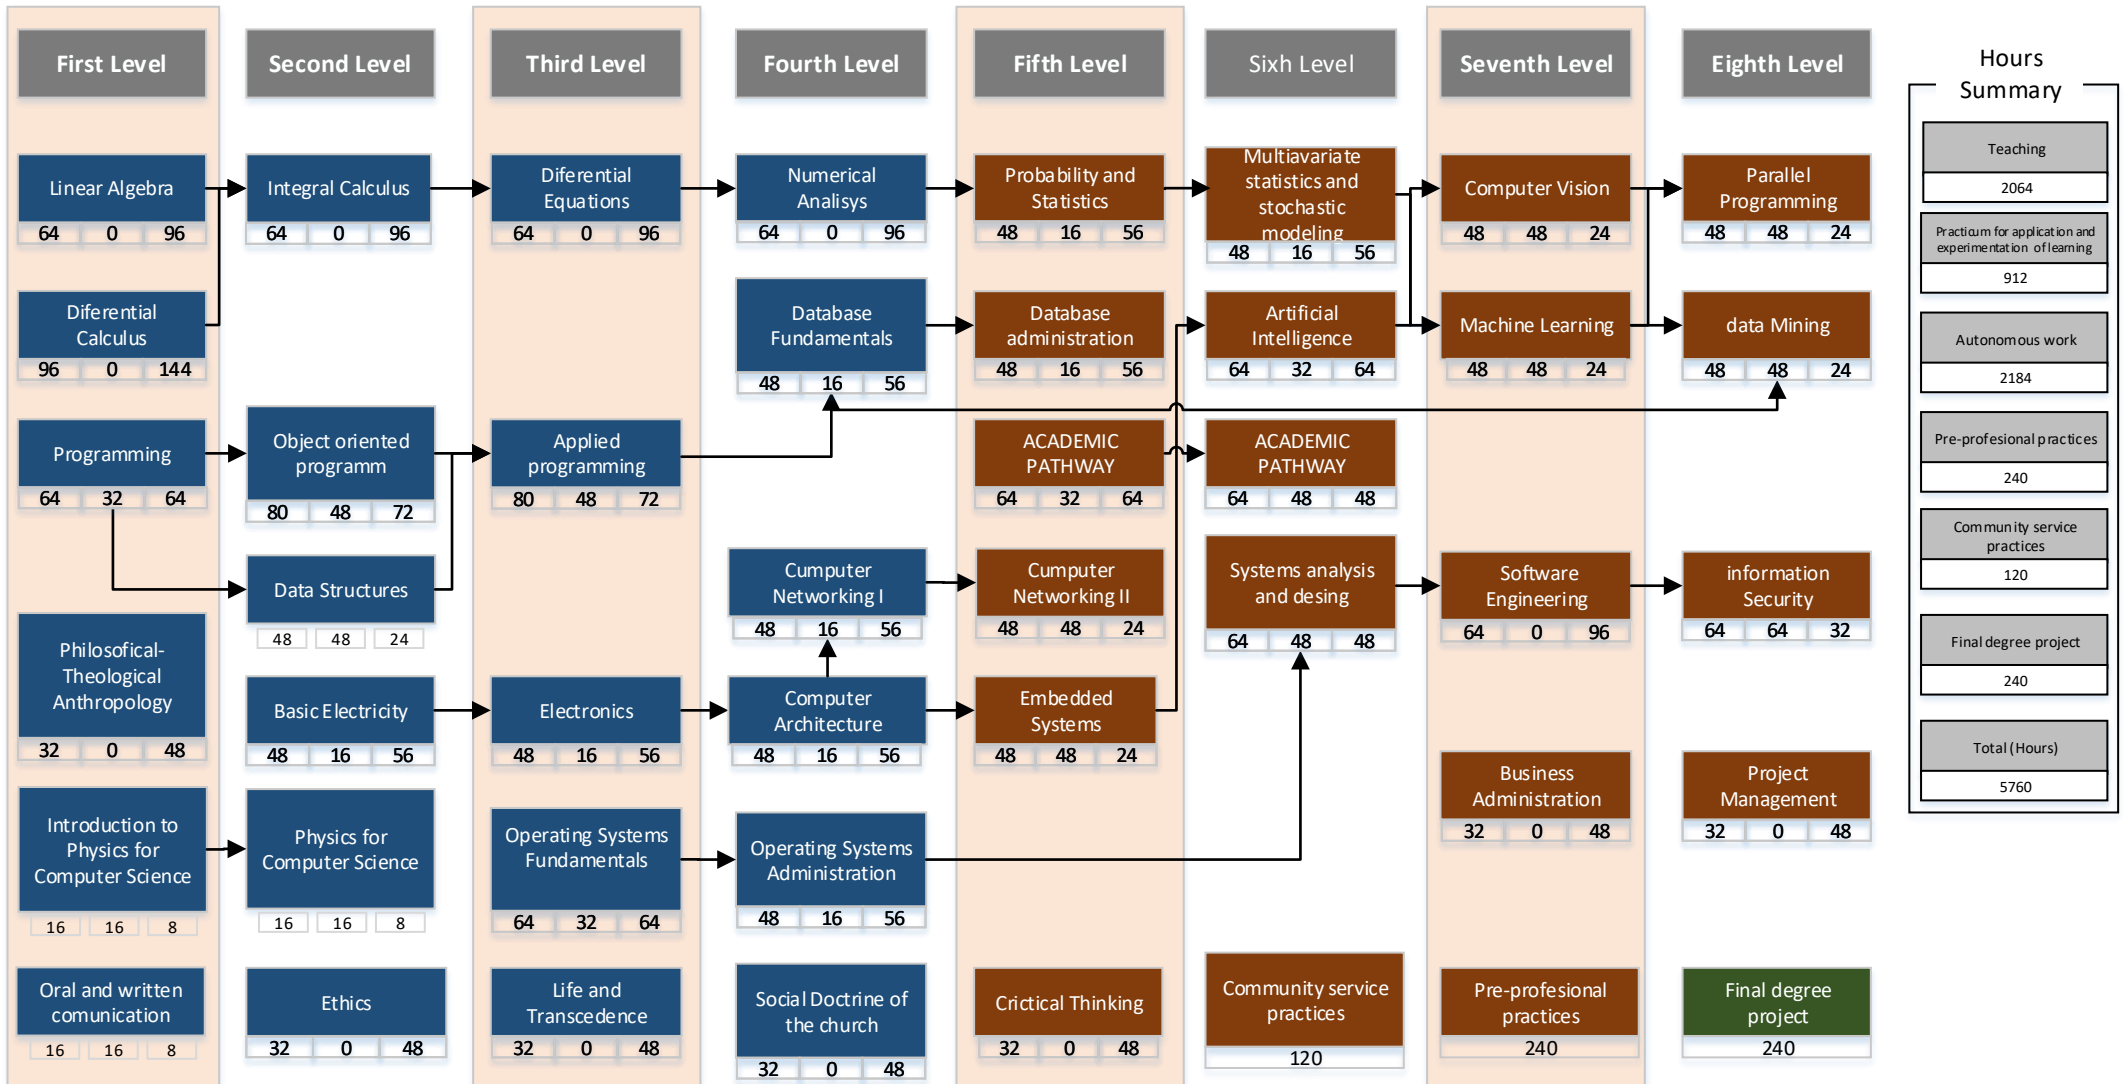 First Level
Second Level
Third Level
Fourth Level
Fifth Level
Sixh Level
Seventh Level
Eighth Level
Hours
Summary
Linear Algebra
64 0 96
Integral Calculus
64 0 96
Diferential
Equations
64 0 96
Numerical
Analisys
64 0 96
Probability and
Statistics
48 16 56
Multiavariate
statistics and
stochastic
modeling
48 16 56
Computer Vision
48 48 24
Parallel
Programming
48 48 24
Teaching
2064
Practicum for application and
experimentation of learning
912
Diferential
Calculus
96 0 144
Database
Fundamentals
48 16 56
Database
administration
48 16 56
Artificial
Intelligence
64 32 64
Machine Learning
48 48 24
data Mining
48 48 24
Autonomous work
2184
Programming
64 32 64
Object oriented
programm
80 48 72
Applied
programming
80 48 72
ACADEMIC
PATHWAY
64 32 64
ACADEMIC
PATHWAY
64 48 48
Pre-profesional practices
240
Data Structures
48 48 24
Cumputer
Networking I
48 16 56
Cumputer
Networking II
48 48 24
Systems analysis
and desing
64 48 48
Software
Engineering
64 0 96
information
Security
64 64 32
Community service
practices
120
Philosofical-
Theological
Anthropology
32 0 48
Basic Electricity
48 16 56
Electronics
48 16 56
Computer
Architecture
48 16 56
Embedded
Systems
48 48 24
Final degree project
240
Business
Administration
32 0 48
Project
Management
32 0 48
Total (Hours)
5760
Introduction to
Physics for
Computer Science
16 16 8
Physics for
Computer Science
16 16 8
Operating Systems
Fundamentals
64 32 64
Operating Systems
Administration
48 16 56
Oral and written
comunication
16 16 8
Ethics
32 0 48
Life and
Transcedence
32 0 48
Social Doctrine of
the church
32 0 48
Crictical Thinking
32 0 48
Community service
practices
120
Pre-profesional
practices
240
Final degree
project
240